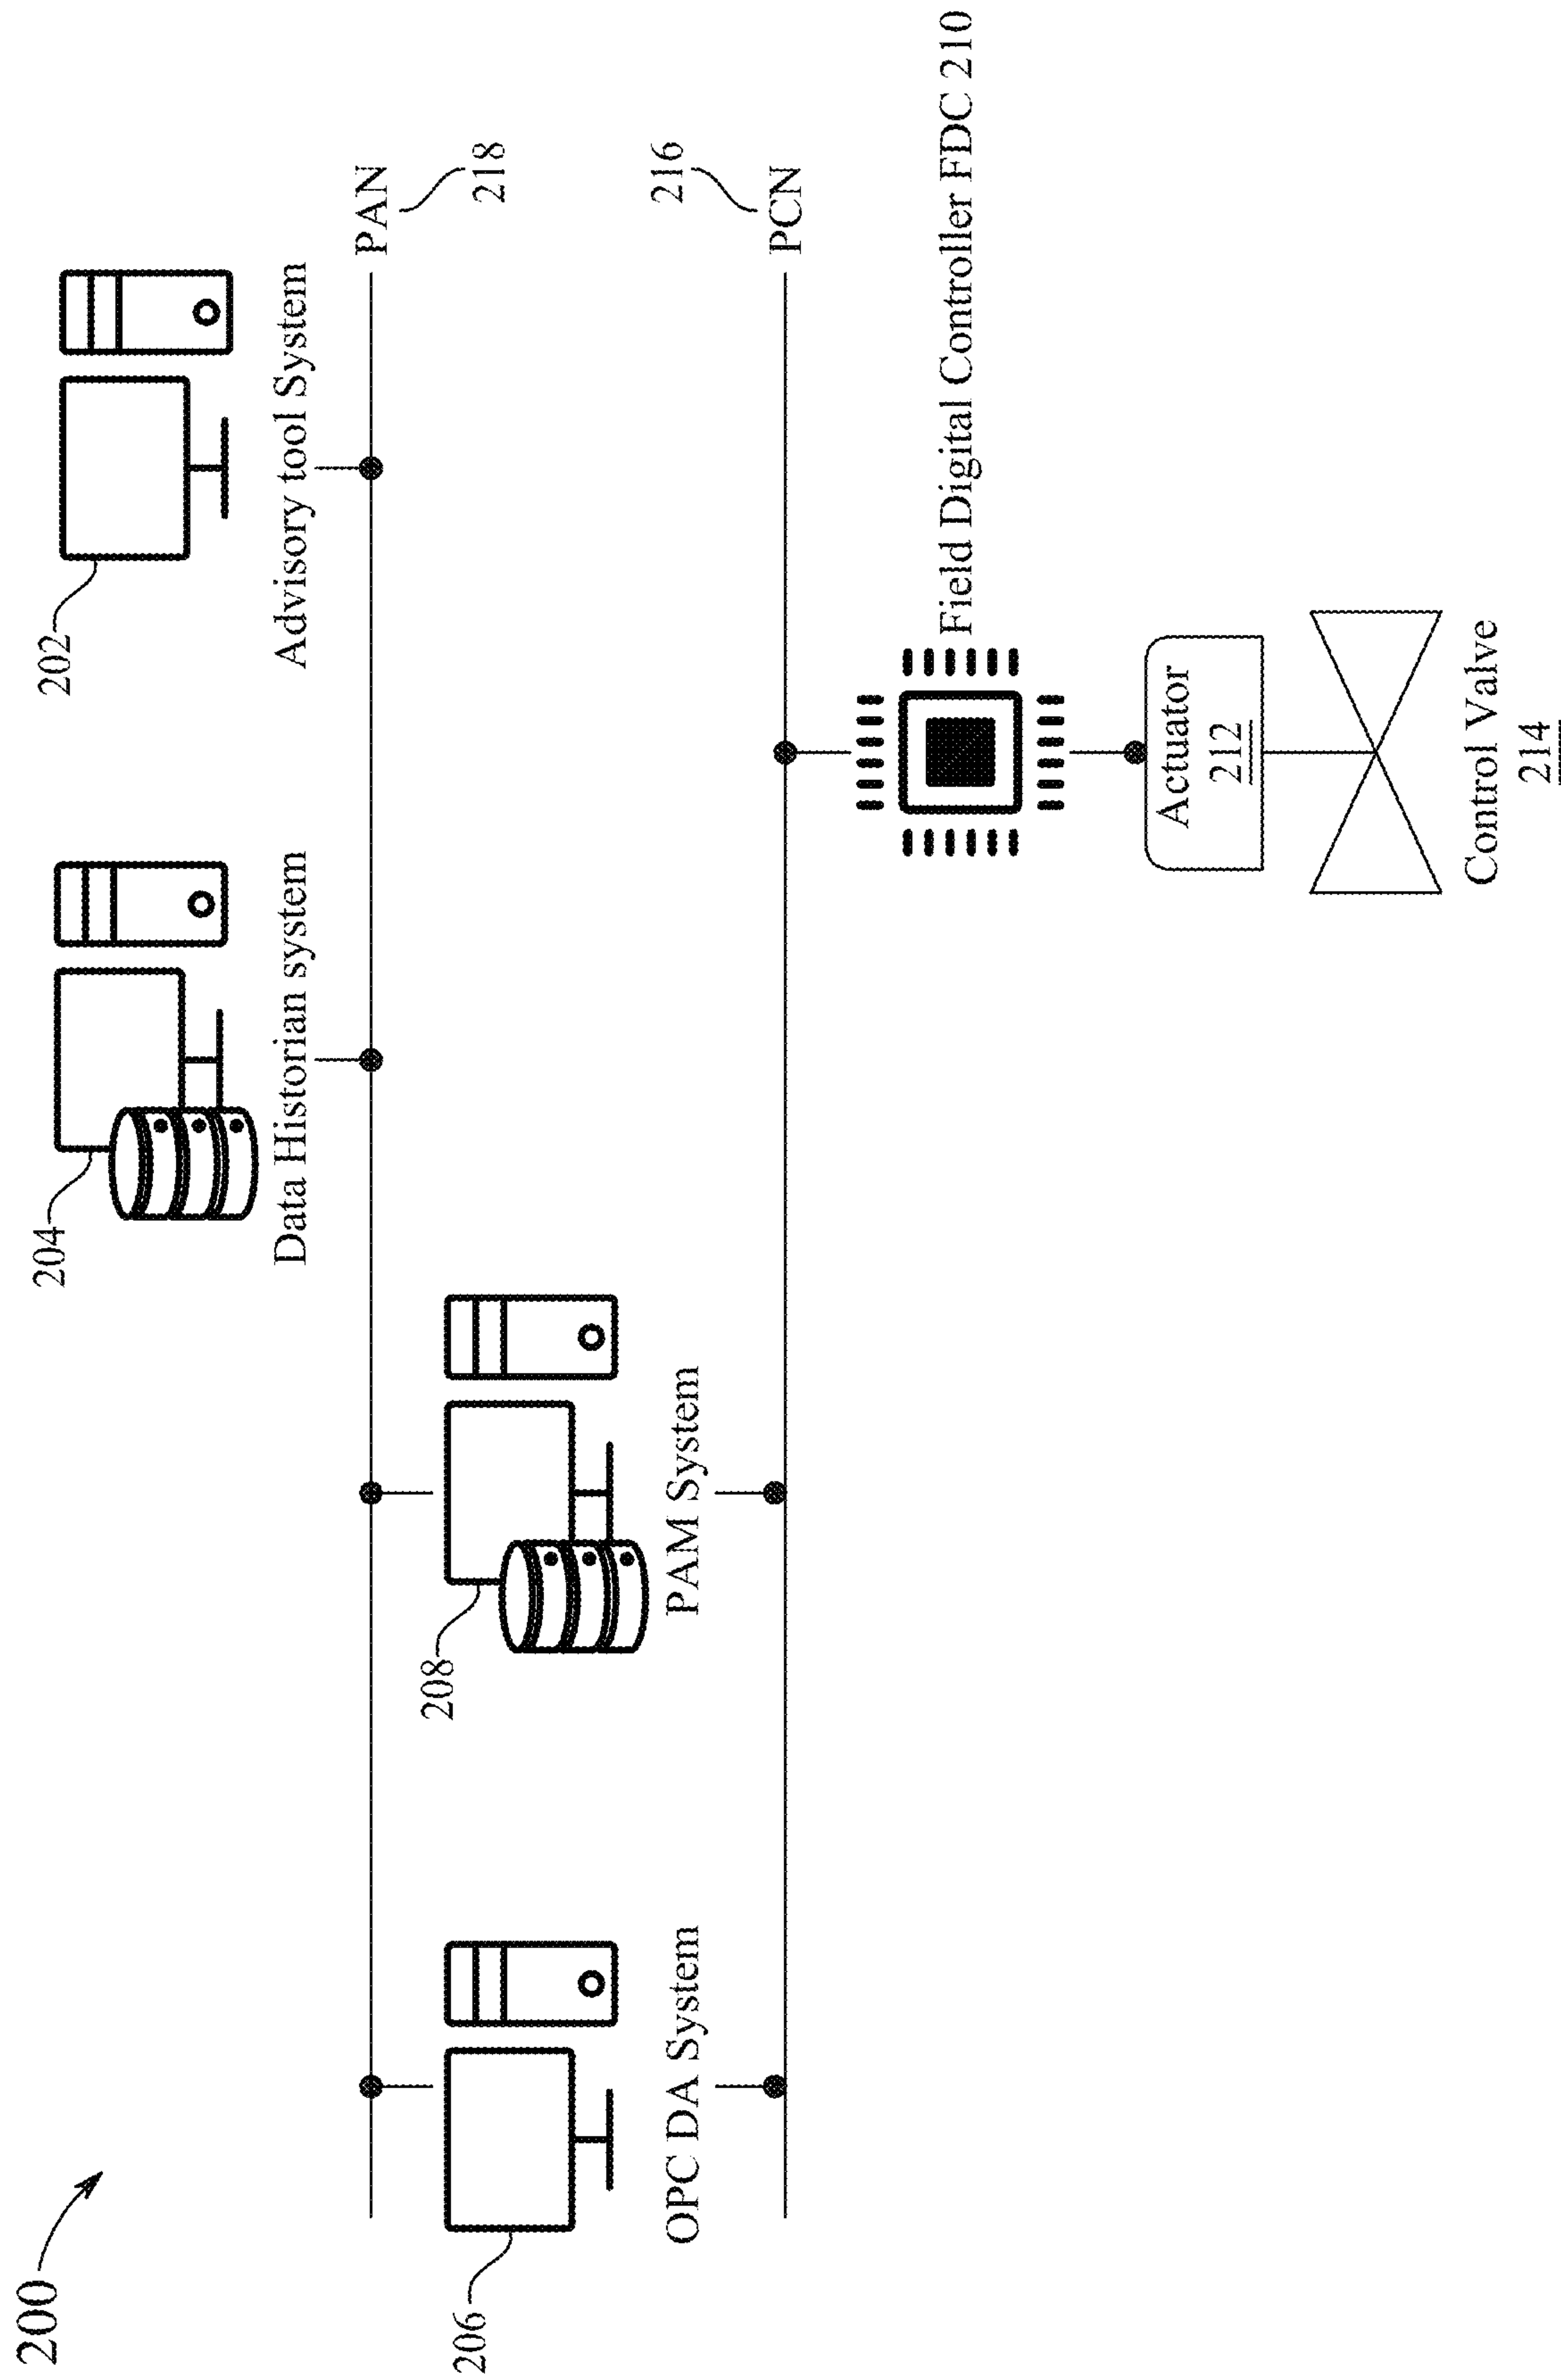 200
202
Advisory tool System
204
Data Historian system
PAN
218
206
OPC DA System
208
PAM System
216
PCN
Field Digital Controller FDC 210
Actuator
212
Control Valve
214